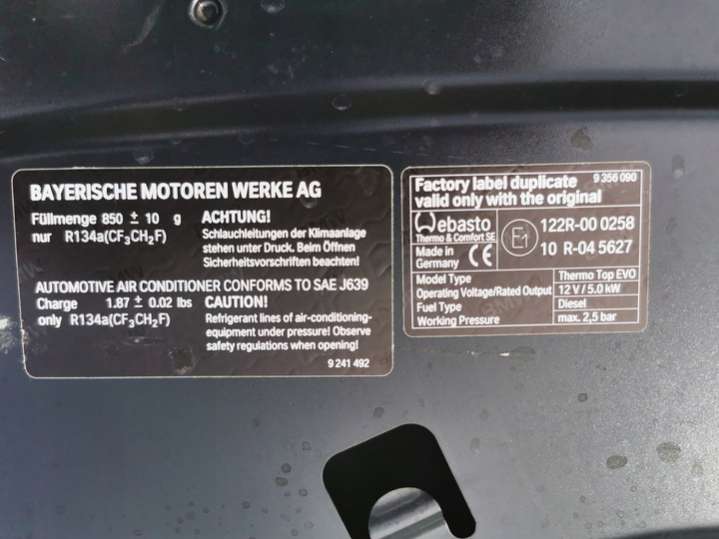 BAYERISCHE MOTOREN WERKE AG
Füllmenge 850 ± 10 g
nur R134a(CF3CH2F)
ACHTUNG!
Schlauchleitungen der Klimaanlage
stehen unter Druck. Beim Öffnen
Sicherheitsvorschriften beachten!
AUTOMOTIVE AIR CONDITIONER CONFORMS TO SAE J639
Charge 1.87 ± 0.02 lbs
only R134a(CF3CH2F)
CAUTION!
Refrigerant lines of air-conditioning-
equipment under pressure! Observe
safety regulations when opening!
9 241 492
9 356 090
Factory label duplicate
valid only with the original
Webasto
Thermo & Comfort SE
Made in
Germany
CE
E1
122R-00 0258
10 R-04 5627
Model Type Thermo Top EVO
Operating Voltage/Rated Output 12 V / 5.0 kW
Fuel Type Diesel
Working Pressure max. 2,5 bar